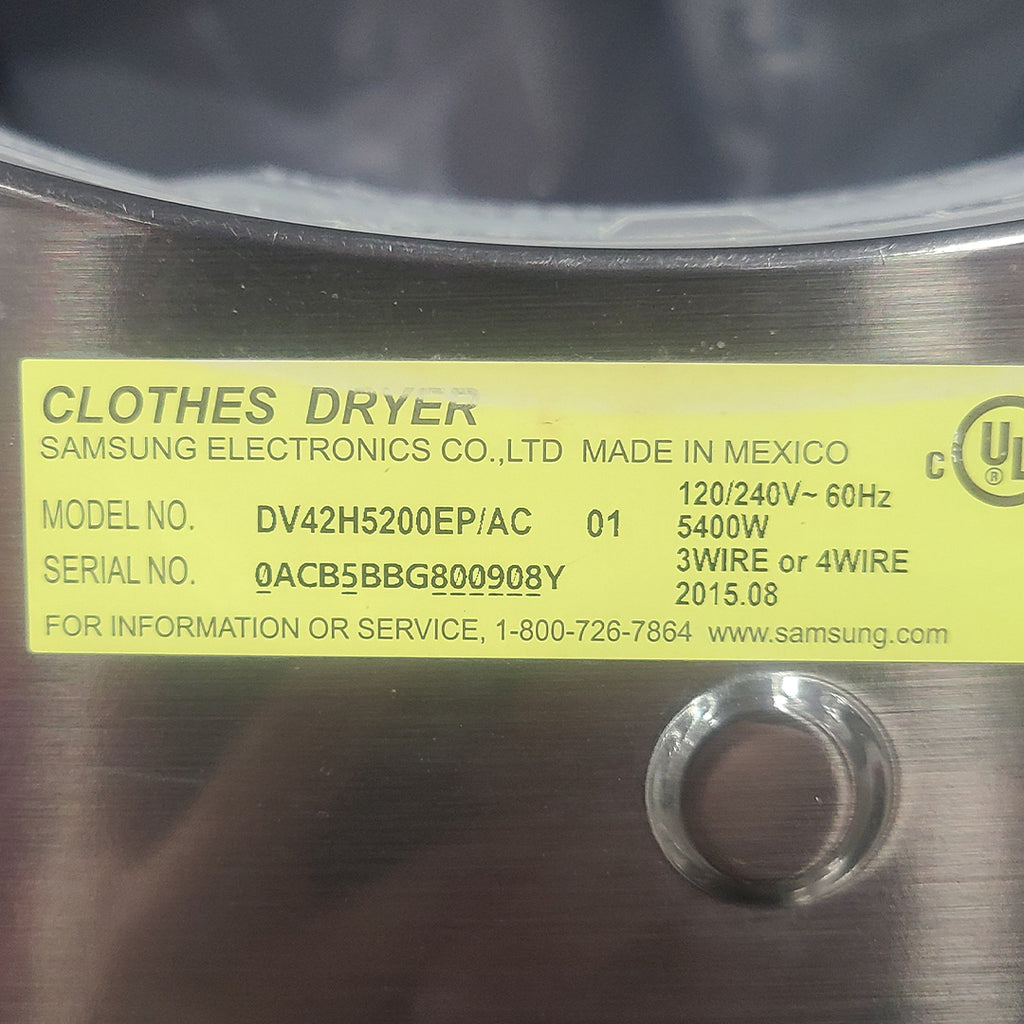 CLOTHES DRYER
SAMSUNG ELECTRONICS CO.,LTD MADE IN MEXICO
C UL ®
MODEL NO. DV42H5200EP/AC 01
120/240V~ 60Hz
5400W
SERIAL NO. 0ACB5BBG800908Y
3WIRE or 4WIRE
2015.08
FOR INFORMATION OR SERVICE, 1-800-726-7864 www.samsung.com